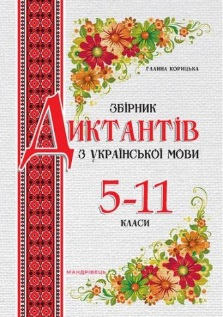 ГАЛИНА КОРИЦЬКА
ЗБІРНИК
ДИКТАНТІВ
З УКРАЇНСЬКОЇ МОВИ
5-11
КЛАСИ
МАНДРІВЕЦЬ